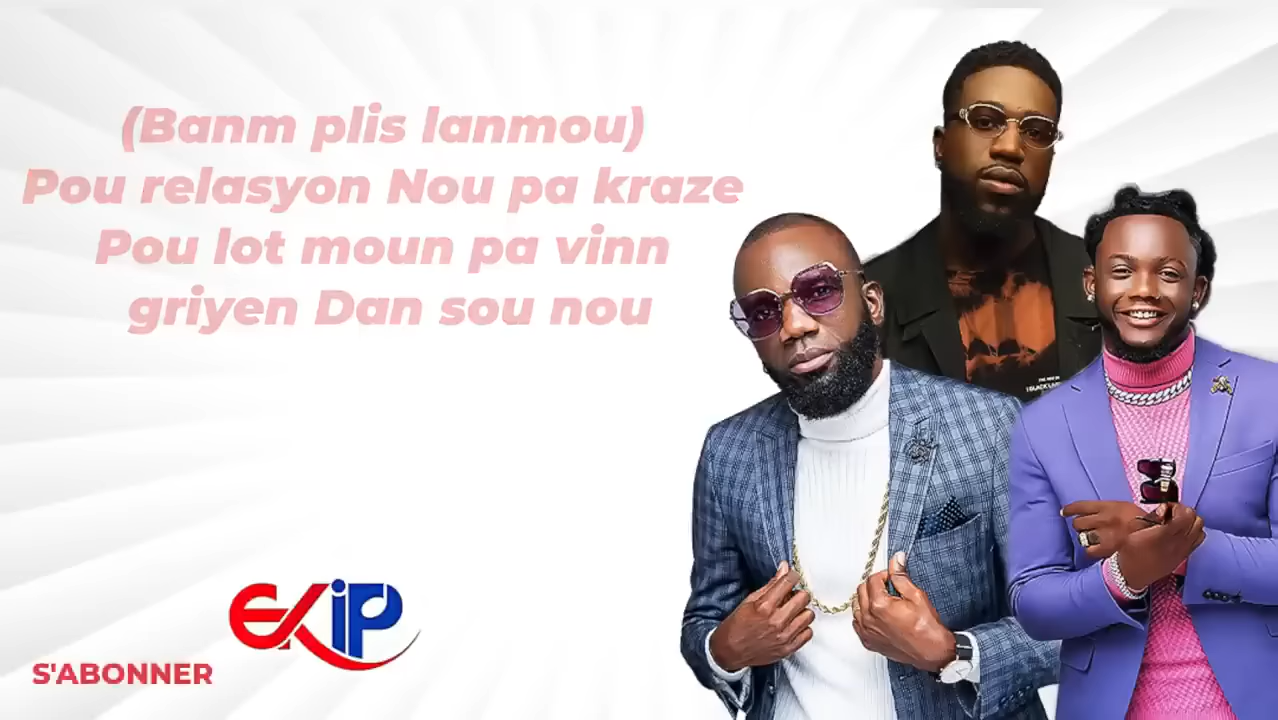 (Banm plis lanmou)
Pou relasyon Nou pa kraze
Pou lot moun pa vinn
griyen Dan sou nou
EKIP
S'ABONNER